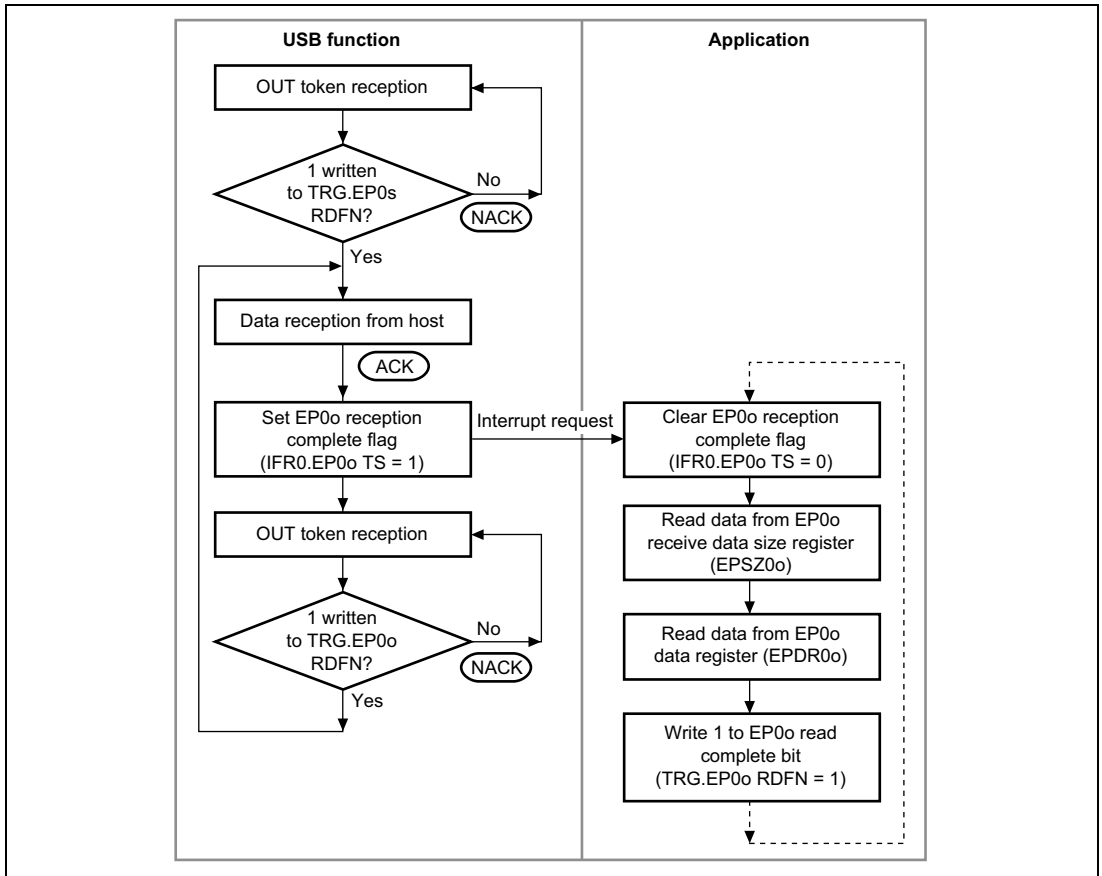 USB function
OUT token reception
1 written
to TRG.EP0s
RDFN?
No
NACK
Yes
Data reception from host
ACK
Set EP0o reception
complete flag
(IFR0.EP0o TS = 1)
Interrupt request
OUT token reception
1 written
to TRG.EP0o
RDFN?
No
NACK
Yes
Application
Clear EP0o reception
complete flag
(IFR0.EP0o TS = 0)
Read data from EP0o
receive data size register
(EPSZ0o)
Read data from EP0o
data register (EPDR0o)
Write 1 to EP0o read
complete bit
(TRG.EP0o RDFN = 1)